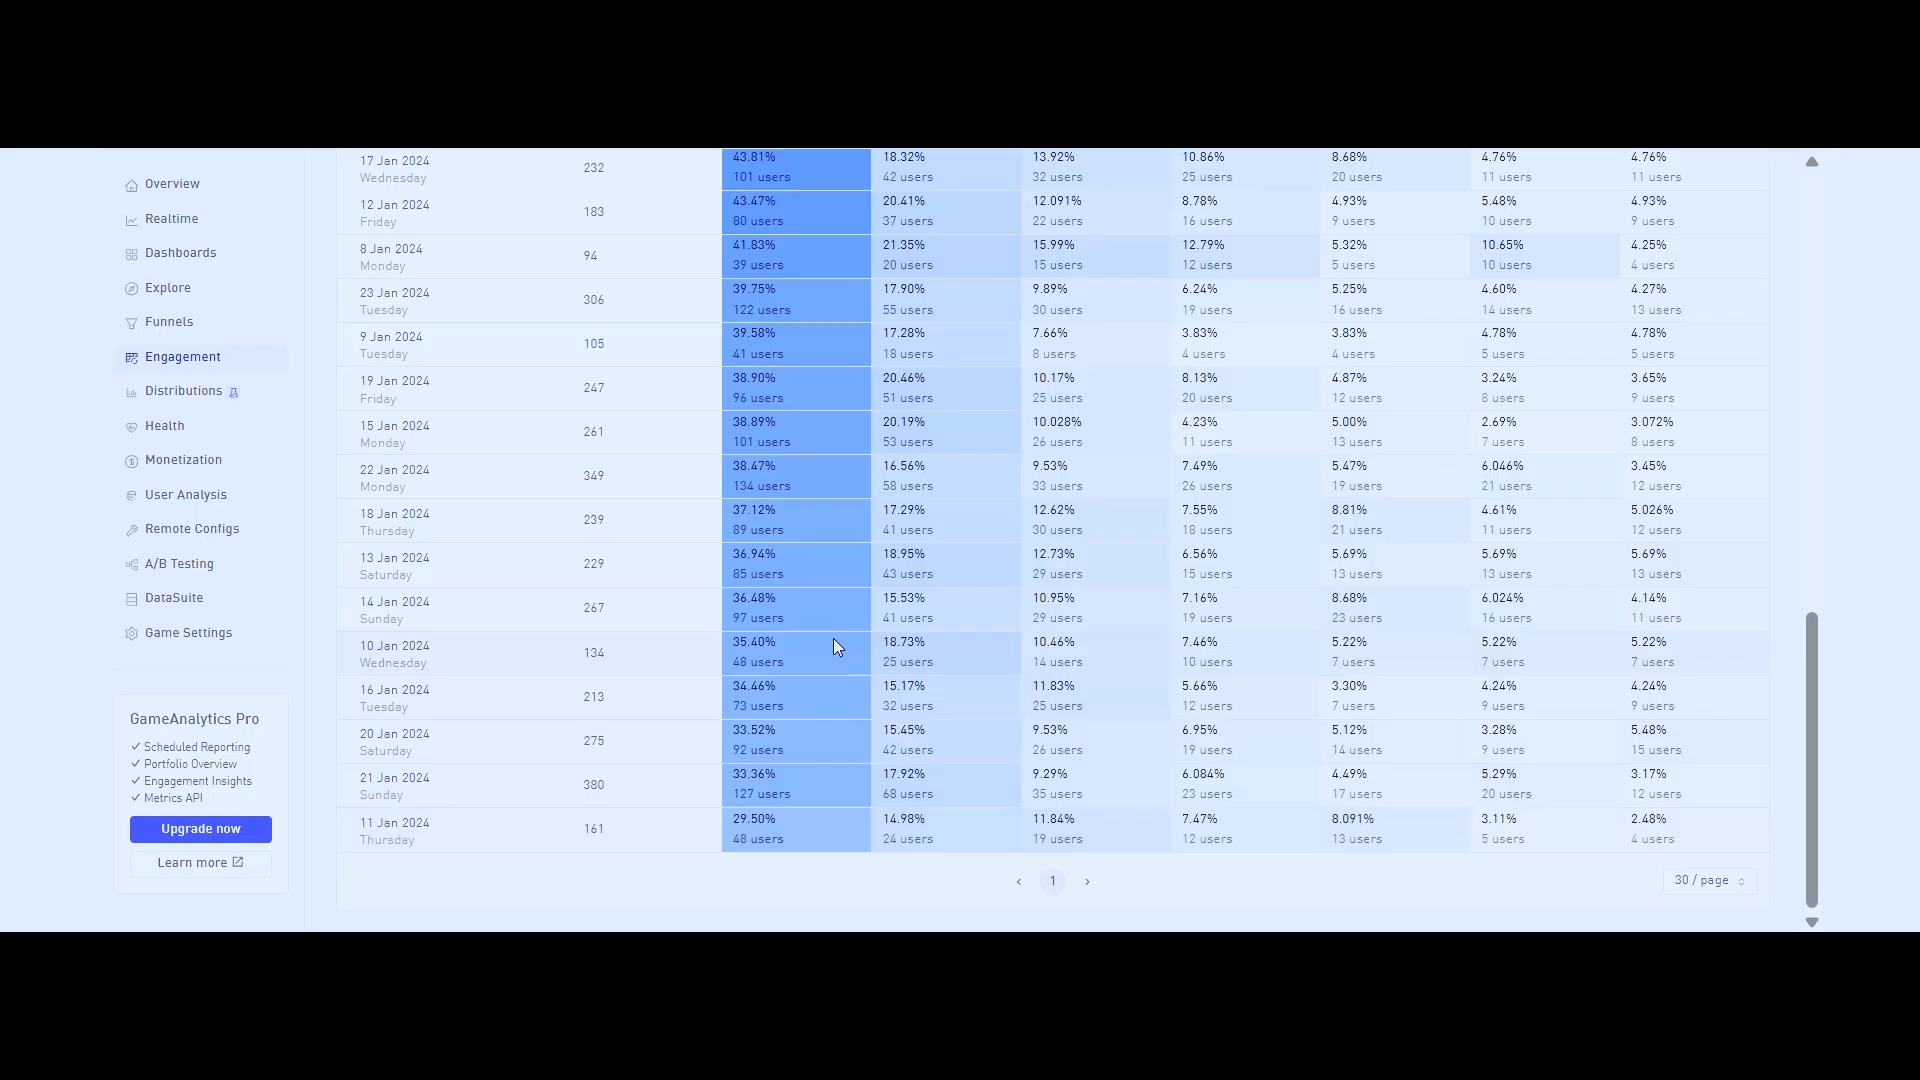 Overview
Realtime
Dashboards
Explore
Funnels
Engagement
Distributions
Health
Monetization
User Analysis
Remote Configs
A/B Testing
DataSuite
Game Settings
GameAnalytics Pro
✓ Scheduled Reporting
✓ Portfolio Overview
✓ Engagement Insights
✓ Metrics API
Upgrade now
Learn more
17 Jan 2024 232 43.81% 18.32% 13.92% 10.86% 8.68% 4.76% 4.76%
Wednesday 101 users 42 users 32 users 25 users 20 users 11 users 11 users
12 Jan 2024 183 43.47% 20.41% 12.091% 8.78% 4.93% 5.48% 4.93%
Friday 80 users 37 users 22 users 16 users 9 users 10 users 9 users
8 Jan 2024 94 41.83% 21.35% 15.99% 12.79% 5.32% 10.65% 4.25%
Monday 39 users 20 users 15 users 12 users 5 users 10 users 4 users
23 Jan 2024 306 39.75% 17.90% 9.89% 6.24% 5.25% 4.60% 4.27%
Tuesday 122 users 55 users 30 users 19 users 16 users 14 users 13 users
9 Jan 2024 105 39.58% 17.28% 7.66% 3.83% 3.83% 4.78% 4.78%
Tuesday 41 users 18 users 8 users 4 users 4 users 5 users 5 users
19 Jan 2024 247 38.90% 20.46% 10.17% 8.13% 4.87% 3.24% 3.65%
Friday 96 users 51 users 25 users 20 users 12 users 8 users 9 users
15 Jan 2024 261 38.89% 20.19% 10.028% 4.23% 5.00% 2.69% 3.072%
Monday 101 users 53 users 26 users 11 users 13 users 7 users 8 users
22 Jan 2024 349 38.47% 16.56% 9.53% 7.49% 5.47% 6.046% 3.45%
Monday 134 users 58 users 33 users 26 users 19 users 21 users 12 users
18 Jan 2024 239 37.12% 17.29% 12.62% 7.55% 8.81% 4.61% 5.026%
Thursday 89 users 41 users 30 users 18 users 21 users 11 users 12 users
13 Jan 2024 229 36.94% 18.95% 12.73% 6.56% 5.69% 5.69% 5.69%
Saturday 85 users 43 users 29 users 15 users 13 users 13 users 13 users
14 Jan 2024 267 36.48% 15.53% 10.95% 7.16% 8.68% 6.024% 4.14%
Sunday 97 users 41 users 29 users 19 users 23 users 16 users 11 users
10 Jan 2024 134 35.40% 18.73% 10.46% 7.46% 5.22% 5.22% 5.22%
Wednesday 48 users 25 users 14 users 10 users 7 users 7 users 7 users
16 Jan 2024 213 34.46% 15.17% 11.83% 5.66% 3.30% 4.24% 4.24%
Tuesday 73 users 32 users 25 users 12 users 7 users 9 users 9 users
20 Jan 2024 275 33.52% 15.45% 9.53% 6.95% 5.12% 3.28% 5.48%
Saturday 92 users 42 users 26 users 19 users 14 users 9 users 15 users
21 Jan 2024 380 33.36% 17.92% 9.29% 6.084% 4.49% 5.29% 3.17%
Sunday 127 users 68 users 35 users 23 users 17 users 20 users 12 users
11 Jan 2024 161 29.50% 14.98% 11.84% 7.47% 8.091% 3.11% 2.48%
Thursday 48 users 24 users 19 users 12 users 13 users 5 users 4 users
‹ 1 ›
30 / page